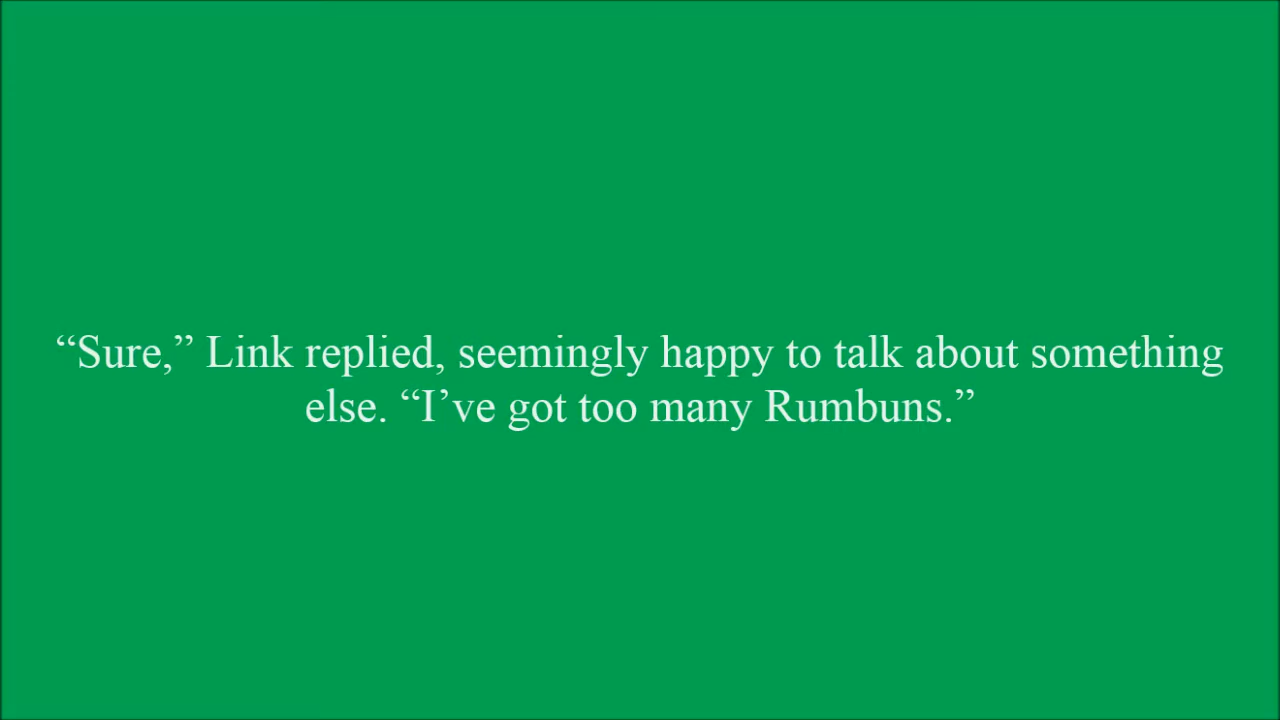 “Sure,” Link replied, seemingly happy to talk about something
else. “I’ve got too many Rumbuns.”